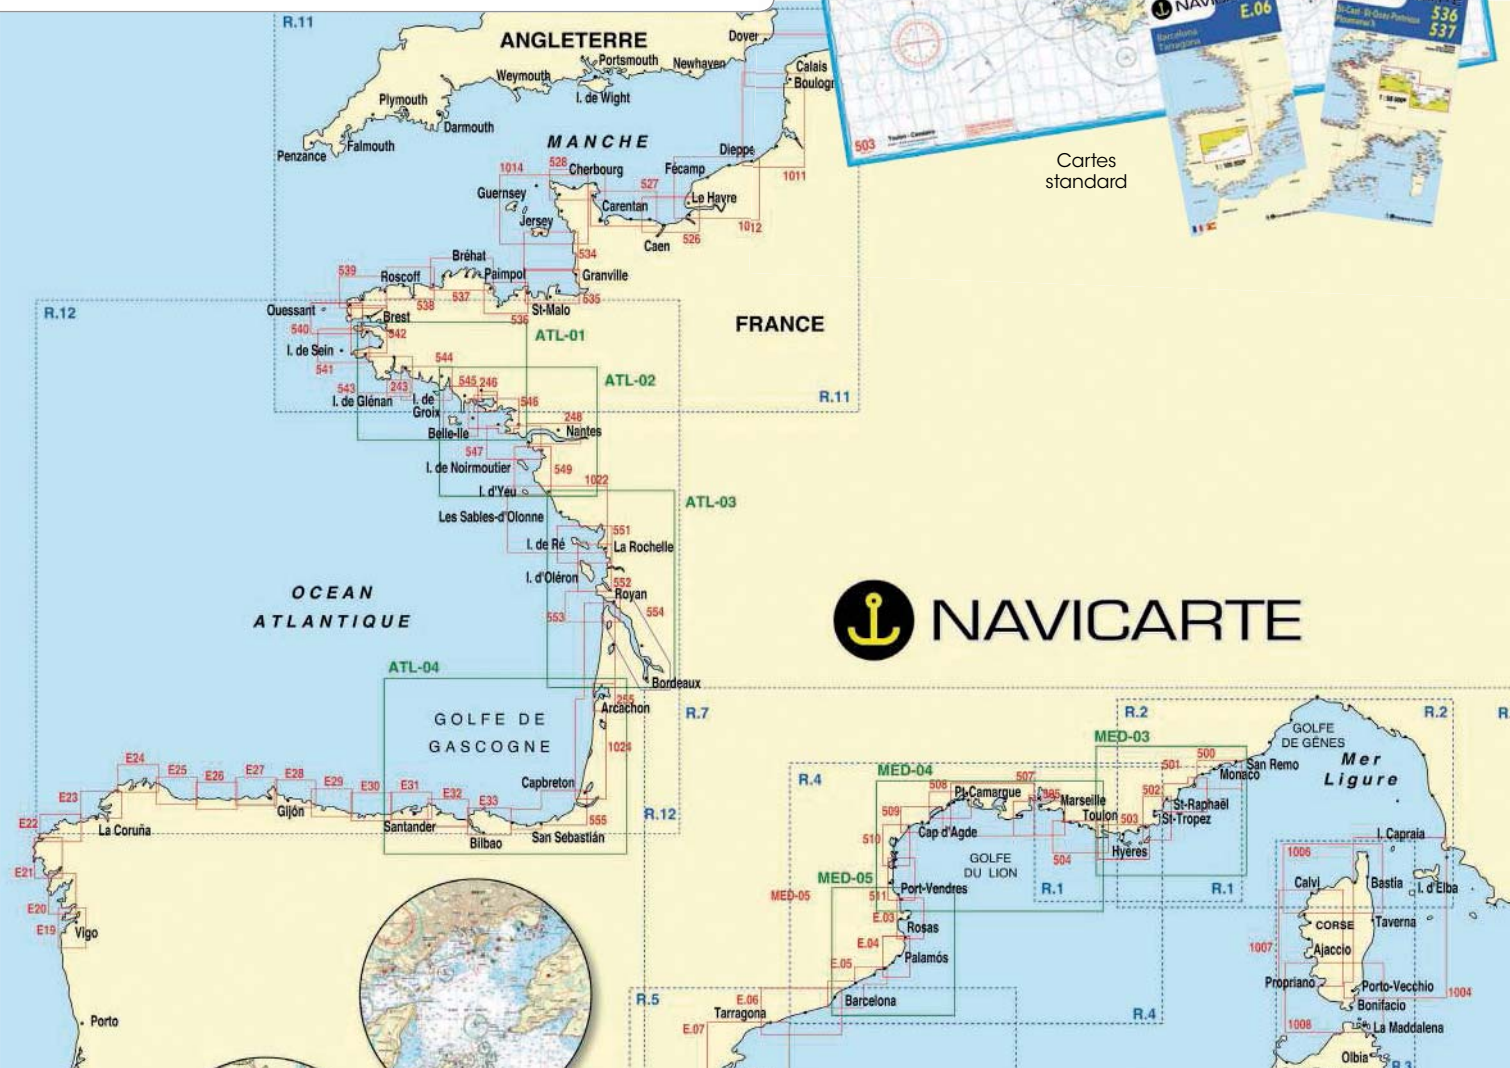 R.11
ANGLETERRE
Dover
Portsmouth
Newhaven
Weymouth
I. de Wight
Calais
Plymouth
Darmouth
Falmouth
Penzance
MANCHE
Dieppe
1011
1014
528
Cherbourg
Fécamp
Guernsey
527
Le Havre
Carentan
Jersey
1012
526
Caen
534
Bréhat
539
Roscoff
Paimpol
Granville
538
537
535
St-Malo
536
Ouessant
Brest
R.12
540
542
I. de Sein
541
ATL-01
FRANCE
544
ATL-02
543
243
545
246
I. de Glénan
I. de
Groix
546
R.11
248
Nantes
Belle-Ile
547
I. de Noirmoutier
549
1022
I. d'Yeu
ATL-03
Les Sables-d'Olonne
551
I. de Ré
La Rochelle
I. d'Oléron
552
Royan
553
554
OCEAN
ATLANTIQUE
NAVICARTE
ATL-04
Bordeaux
255
Arcachon
R.7
GOLFE DE
GASCOGNE
1024
Capbreton
R.12
555
San Sebastián
E24
E25
E26
E27
E28
E29
E30
E31
E32
E33
E23
E22
La Coruña
Gijón
Santander
Bilbao
E21
E20
E19
Vigo
Porto
503
Toulon - Cavalaire
E.06
Barcelona
Tarragona
536
537
Cartes
standard
R.2
R.2
GOLFE
DE GÊNES
Mer
Ligure
MED-03
500
San Remo
Monaco
501
502
St-Raphaël
St-Tropez
503
Hyères
R.4
MED-04
508
Pt-Camargue
507
505
Marseille
Toulon
509
510
Cap d'Agde
504
GOLFE
DU LION
R.1
R.1
MED-05
MED-05
Port-Vendres
511
E.03
Rosas
E.04
Palamós
E.05
R.5
E.06
Barcelona
Tarragona
E.07
R.4
I. Capraia
1006
Calvi
Bastia
I. d'Elba
CORSE
Taverna
1007
Ajaccio
Propriano
Porto-Vecchio
1004
Bonifacio
1008
La Maddalena
Olbia
R.3